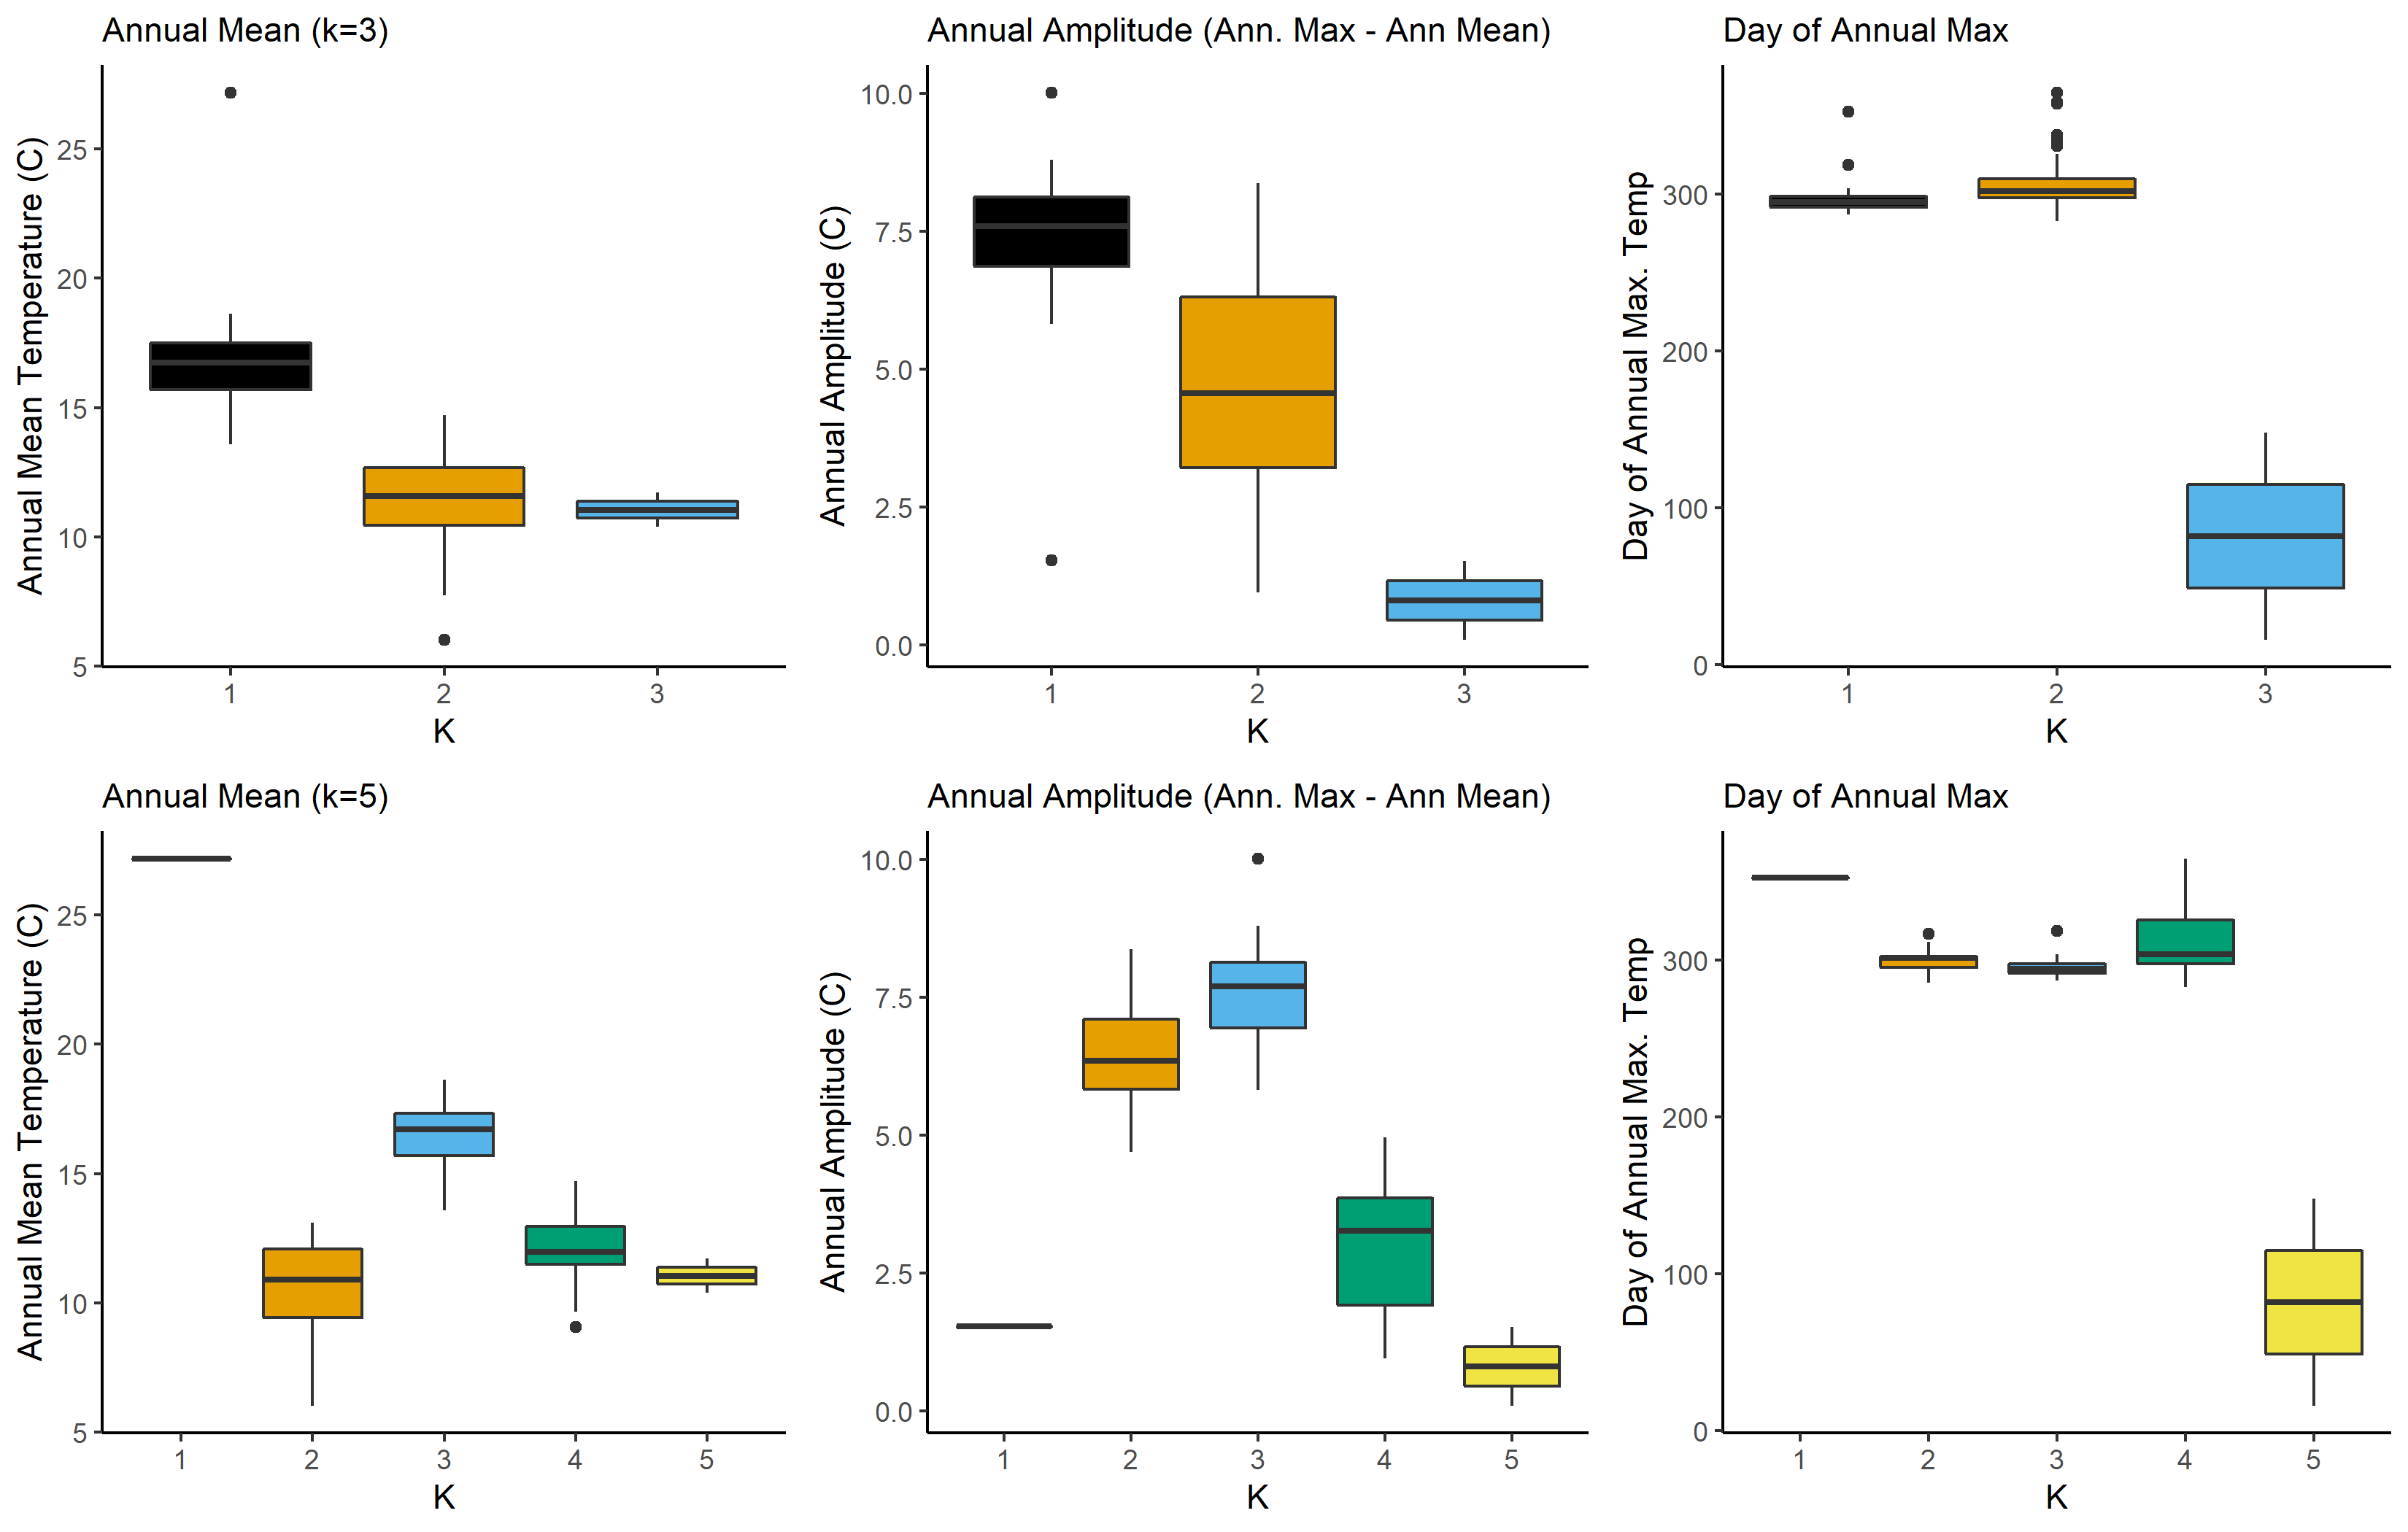 Annual Mean (k=3)
Annual Mean Temperature (C)
25
20
15
10
5
1 2 3
K
Annual Amplitude (Ann. Max - Ann Mean)
Annual Amplitude (C)
10.0
7.5
5.0
2.5
0.0
1 2 3
K
Day of Annual Max
Day of Annual Max. Temp
300
200
100
0
1 2 3
K
Annual Mean (k=5)
Annual Mean Temperature (C)
25
20
15
10
5
1 2 3 4 5
K
Annual Amplitude (Ann. Max - Ann Mean)
Annual Amplitude (C)
10.0
7.5
5.0
2.5
0.0
1 2 3 4 5
K
Day of Annual Max
Day of Annual Max. Temp
300
200
100
0
1 2 3 4 5
K